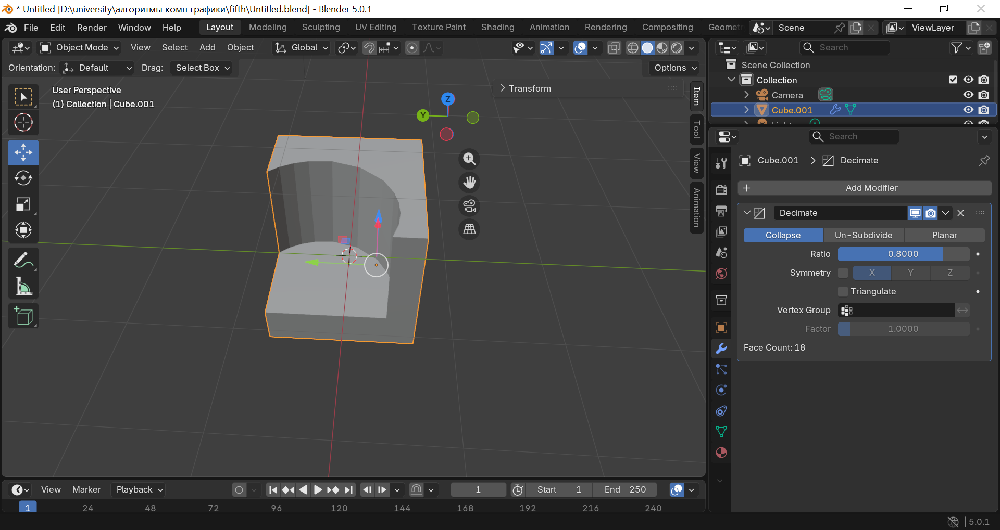 * Untitled [D:\university\алгоритмы комп графики\fifth\Untitled.blend] - Blender 5.0.1
File Edit Render Window Help Layout Modeling Sculpting UV Editing Texture Paint Shading Animation Rendering Compositing Geomet Scene ViewLayer
Object Mode View Select Add Object Global Search
Orientation: Default Drag: Select Box Options
Scene Collection
Collection
Camera
Cube.001
User Perspective
(1) Collection | Cube.001
Transform
Z
Y
Item
Tool
View
Animation
Search
Cube.001 Decimate
Add Modifier
Decimate
Collapse Un-Subdivide Planar
Ratio 0.8000
Symmetry X Y Z
Triangulate
Vertex Group
Factor 1.0000
Face Count: 18
View Marker Playback 1 Start 1 End 250
1 24 48 72 96 120 144 168 192 216 240
5.0.1